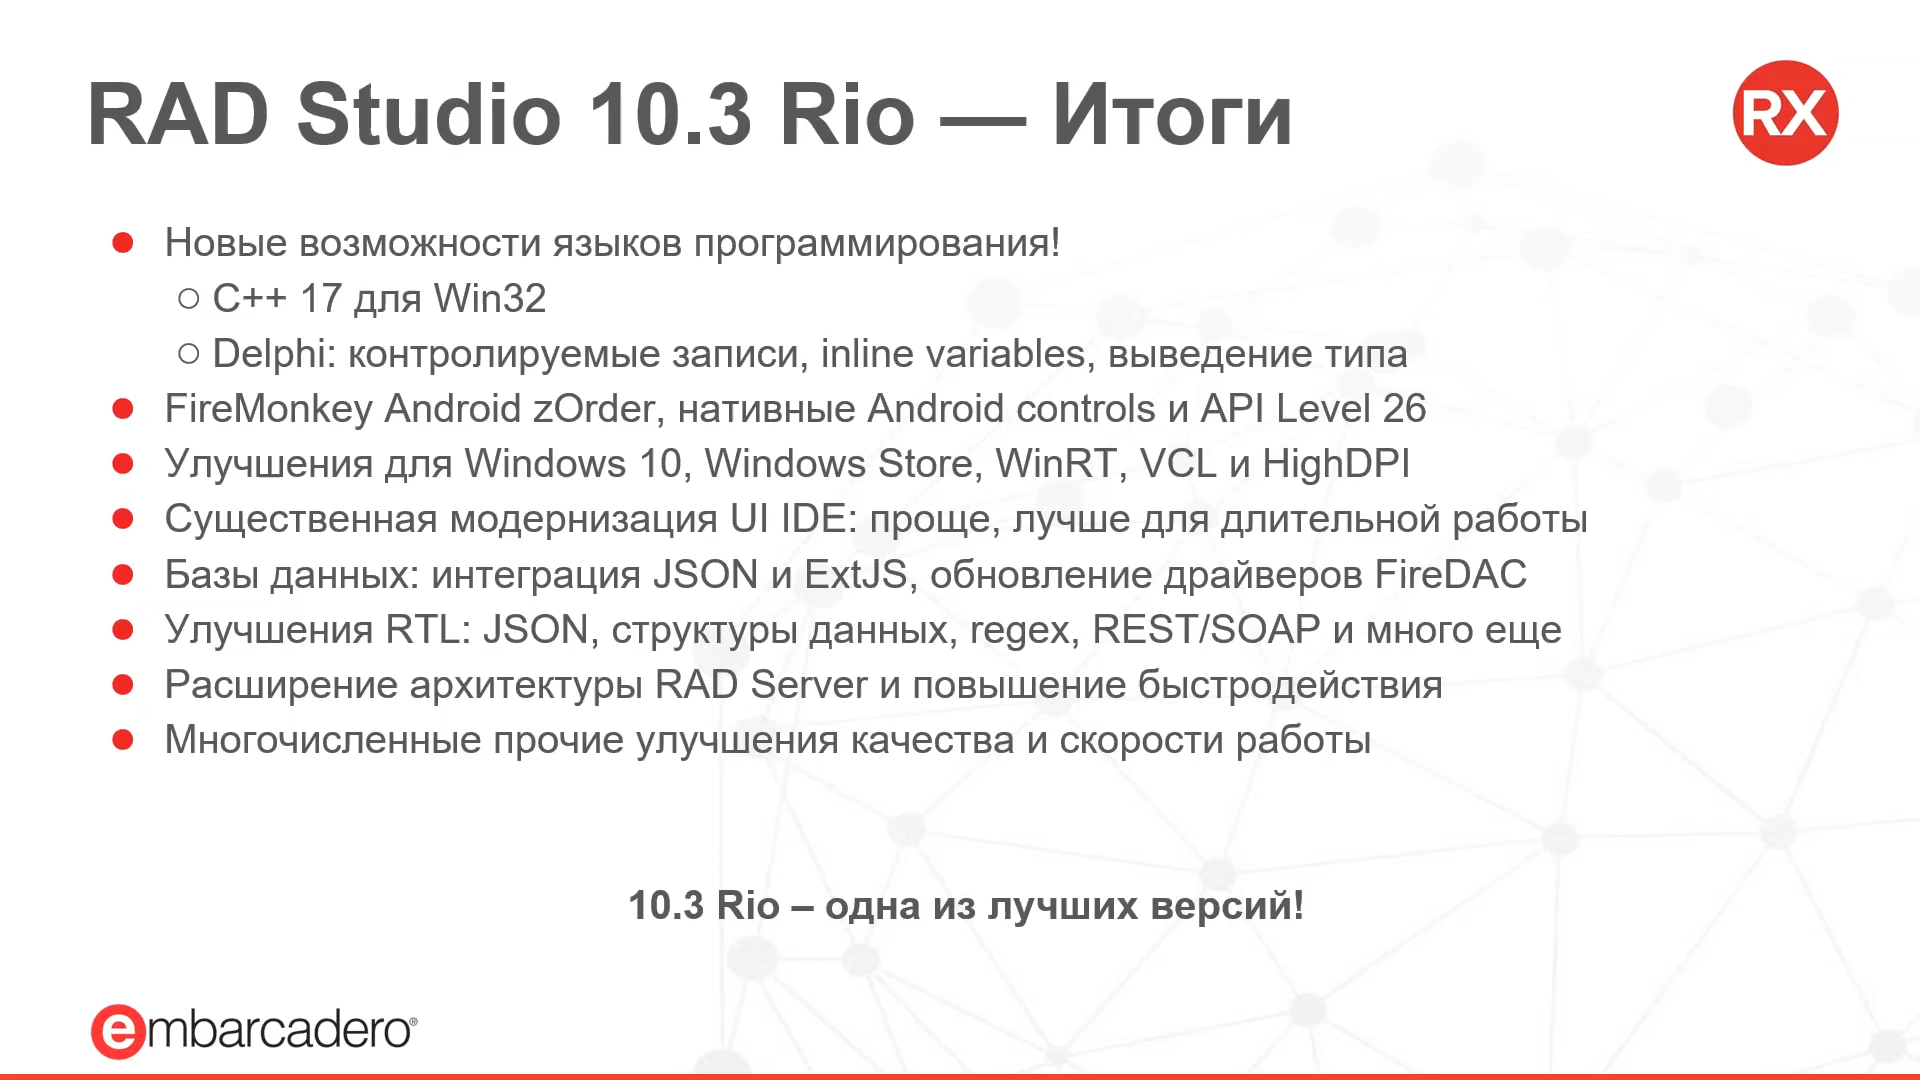 RAD Studio 10.3 Rio — Итоги
RX
● Новые возможности языков программирования!
○ C++ 17 для Win32
○ Delphi: контролируемые записи, inline variables, выведение типа
● FireMonkey Android zOrder, нативные Android controls и API Level 26
● Улучшения для Windows 10, Windows Store, WinRT, VCL и HighDPI
● Существенная модернизация UI IDE: проще, лучше для длительной работы
● Базы данных: интеграция JSON и ExtJS, обновление драйверов FireDAC
● Улучшения RTL: JSON, структуры данных, regex, REST/SOAP и много еще
● Расширение архитектуры RAD Server и повышение быстродействия
● Многочисленные прочие улучшения качества и скорости работы
10.3 Rio – одна из лучших версий!
embarcadero®